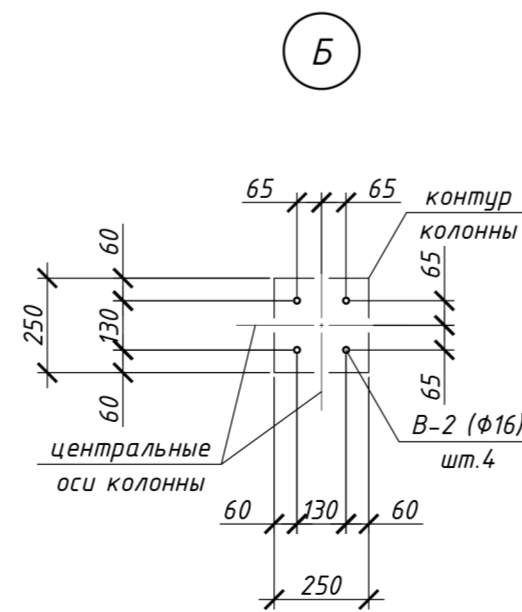 Б
65 65
контур
колонны
60
65
250
130
65
60
В-2 (Ф16)
шт.4
центральные
оси колонны
60 130 60
250